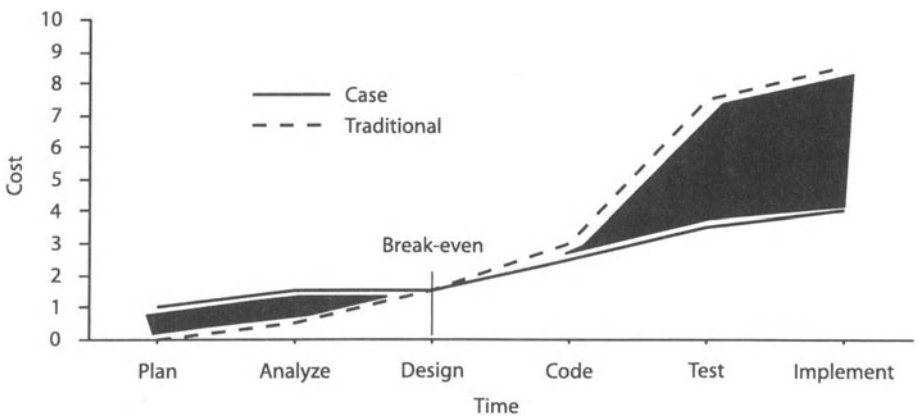 10
9
8
7
6
5
4
3
2
1
0
Cost
Case
Traditional
Break-even
Plan Analyze Design Code Test Implement
Time